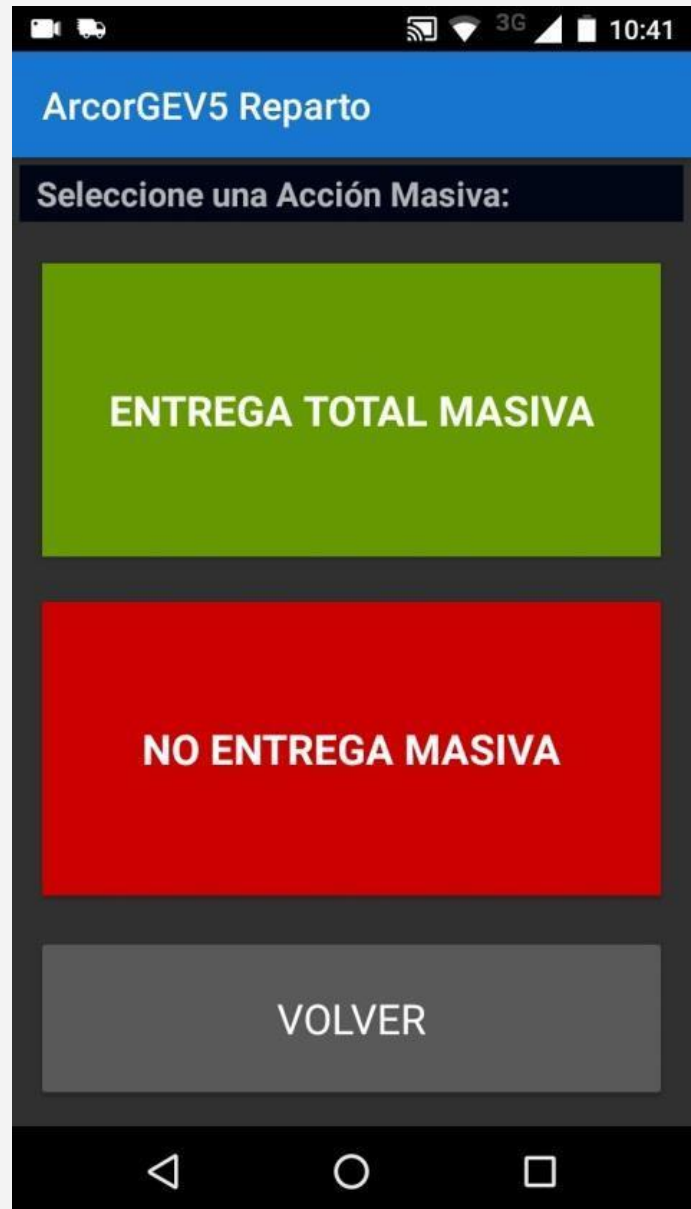 3G 10:41
ArcorGEV5 Reparto
Seleccione una Acción Masiva:
ENTREGA TOTAL MASIVA
NO ENTREGA MASIVA
VOLVER